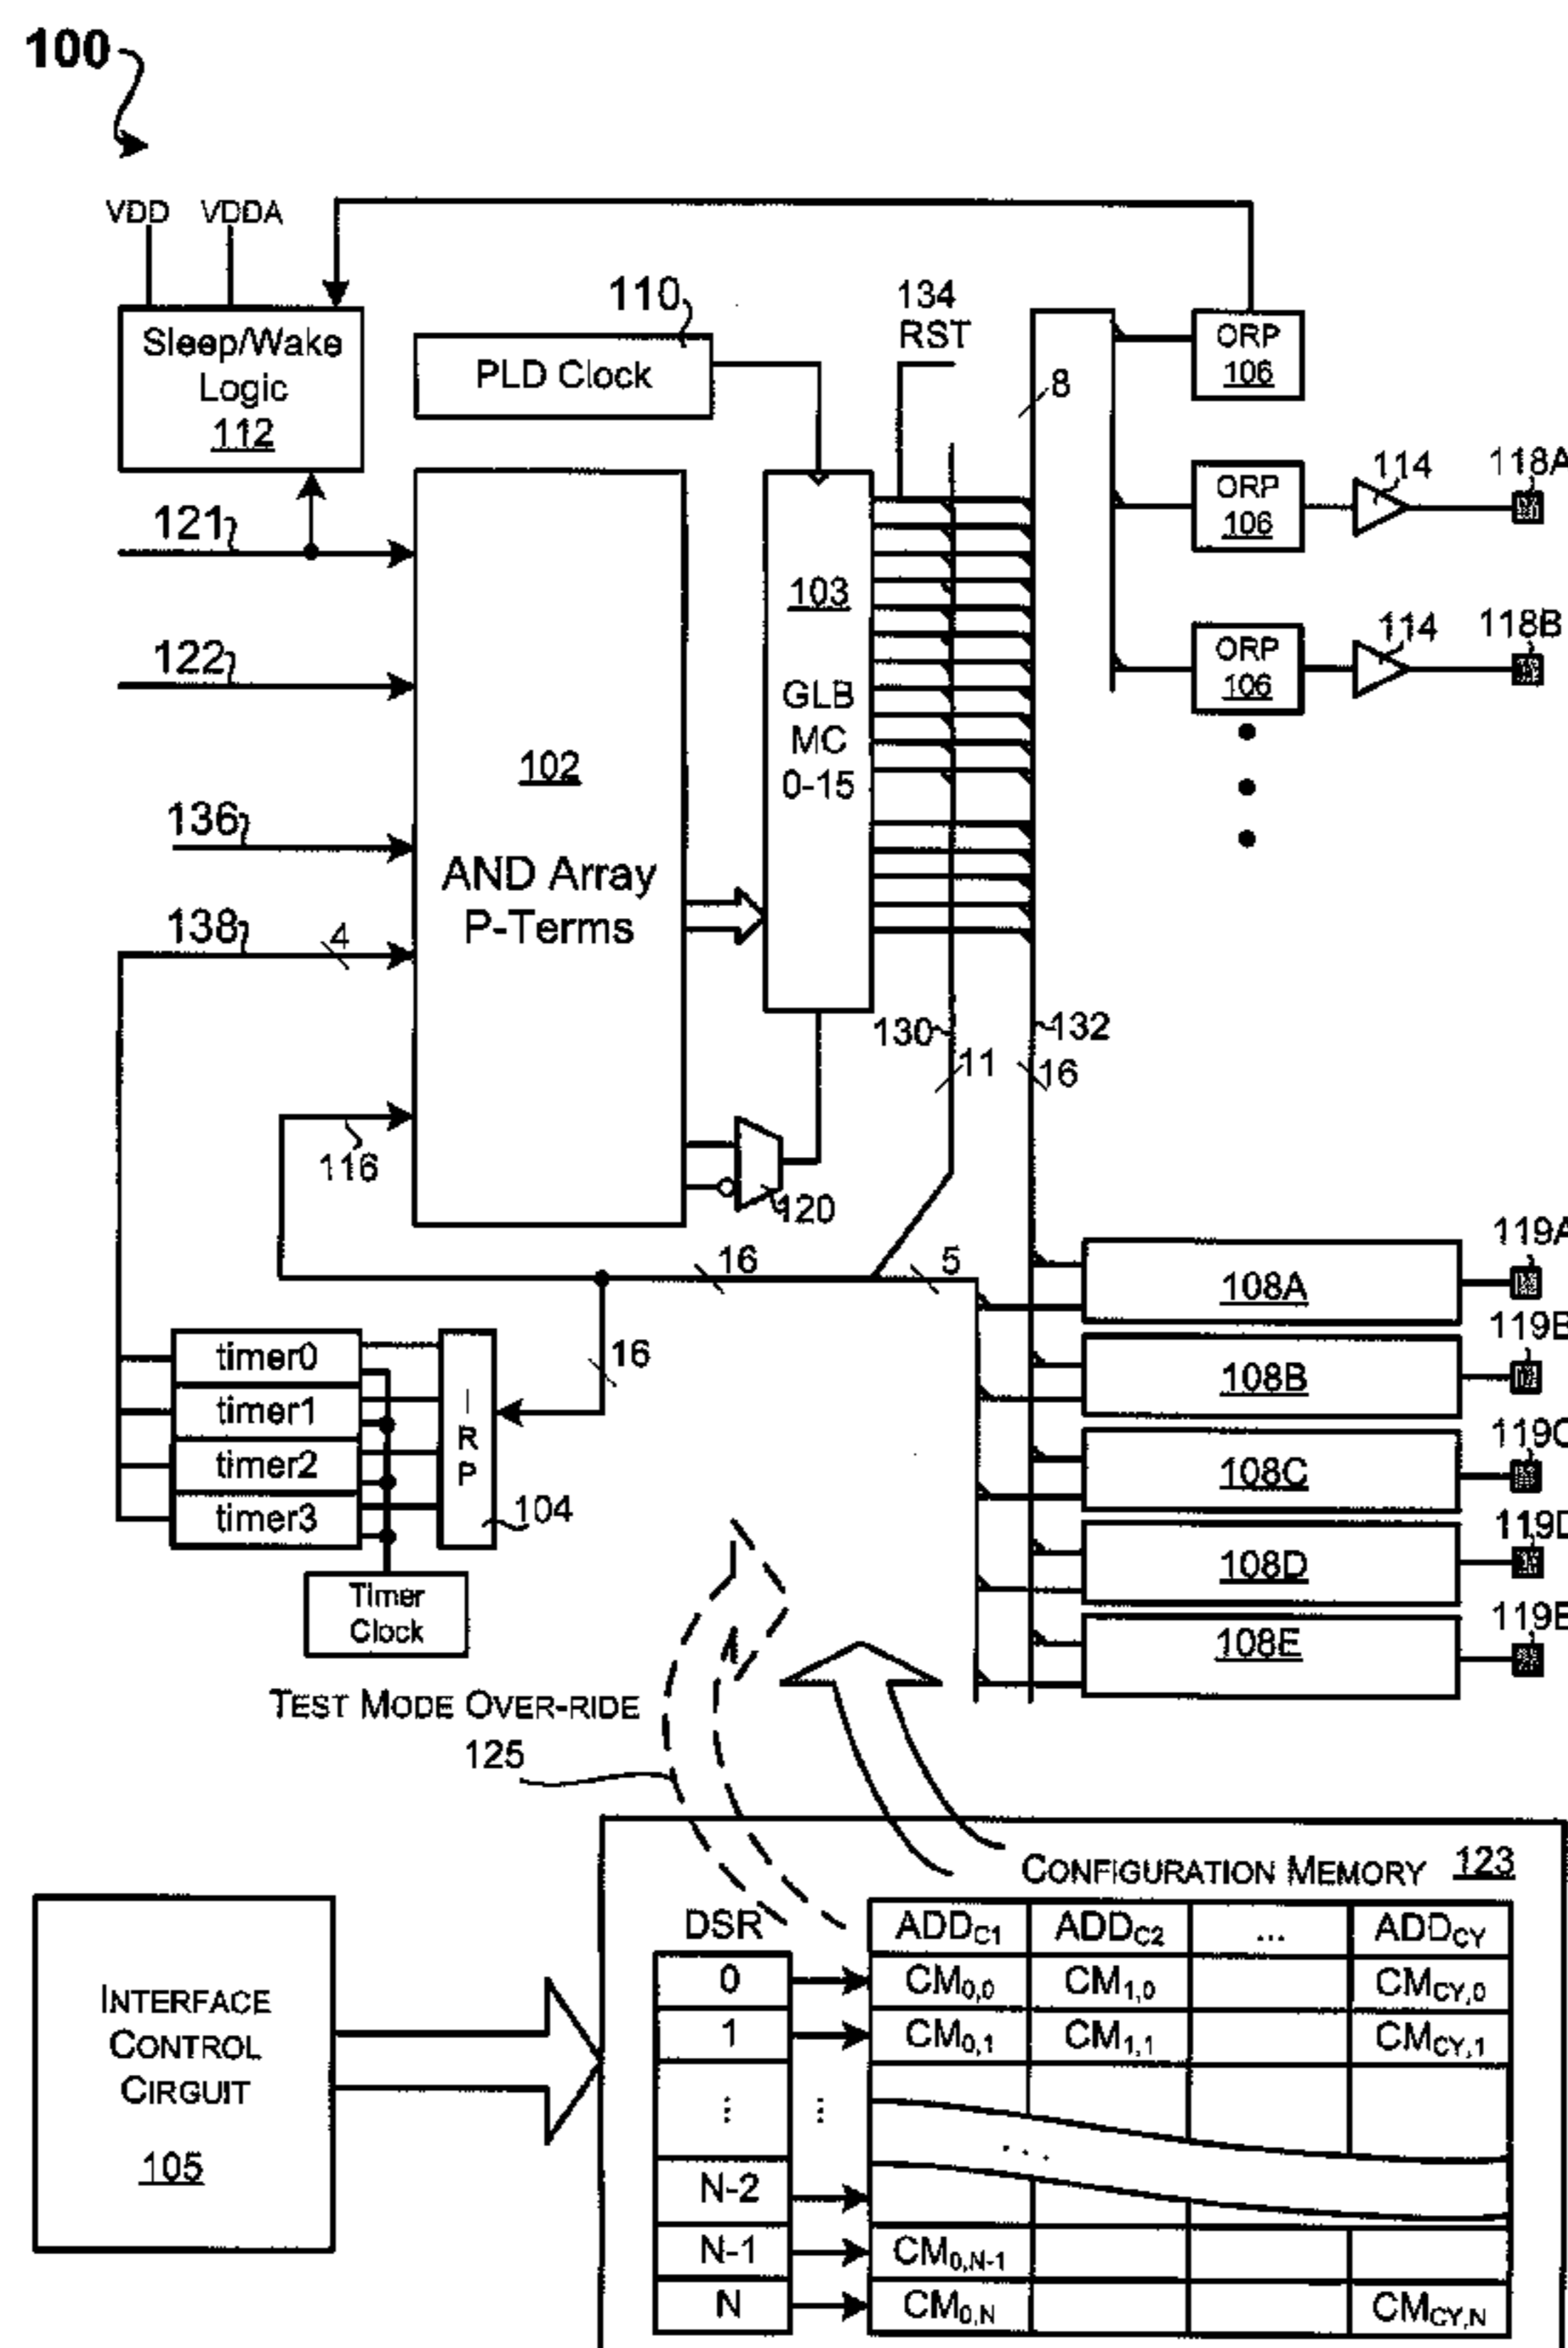 100
VDD VDDA
Sleep/Wake
Logic
112
110
PLD Clock
134
RST
8
ORP
106
ORP
106
114
118A
ORP
106
114
118B
121
122
136
138
4
102
AND Array
P-Terms
103
GLB
MC
0-15
130
11
132
16
116
120
16
5
16
timer0
timer1
timer2
timer3
I
R
P
104
Timer
Clock
108A
119A
108B
119B
108C
119C
108D
119D
108E
119E
TEST MODE OVER-RIDE
125
INTERFACE
CONTROL
CIRGUIT
105
CONFIGURATION MEMORY 123
DSR ADDC1 ADDC2 ... ADDCY
0 CM0,0 CM1,0 CMCY,0
1 CM0,1 CM1,1 CMCY,1
... ... ...
N-2
N-1 CM0,N-1
N CM0,N CMCY,N